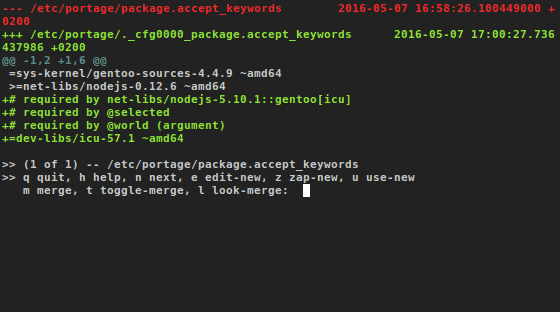 --- /etc/portage/package.accept_keywords        2016-05-07 16:58:26.100449000 +
0200
+++ /etc/portage/._cfg0000_package.accept_keywords      2016-05-07 17:00:27.736
437986 +0200
@@ -1,2 +1,6 @@
 =sys-kernel/gentoo-sources-4.4.9 ~amd64
 >=net-libs/nodejs-0.12.6 ~amd64
+# required by net-libs/nodejs-5.10.1::gentoo[icu]
+# required by @selected
+# required by @world (argument)
+=dev-libs/icu-57.1 ~amd64
>> (1 of 1) -- /etc/portage/package.accept_keywords
>> q quit, h help, n next, e edit-new, z zap-new, u use-new
   m merge, t toggle-merge, l look-merge: